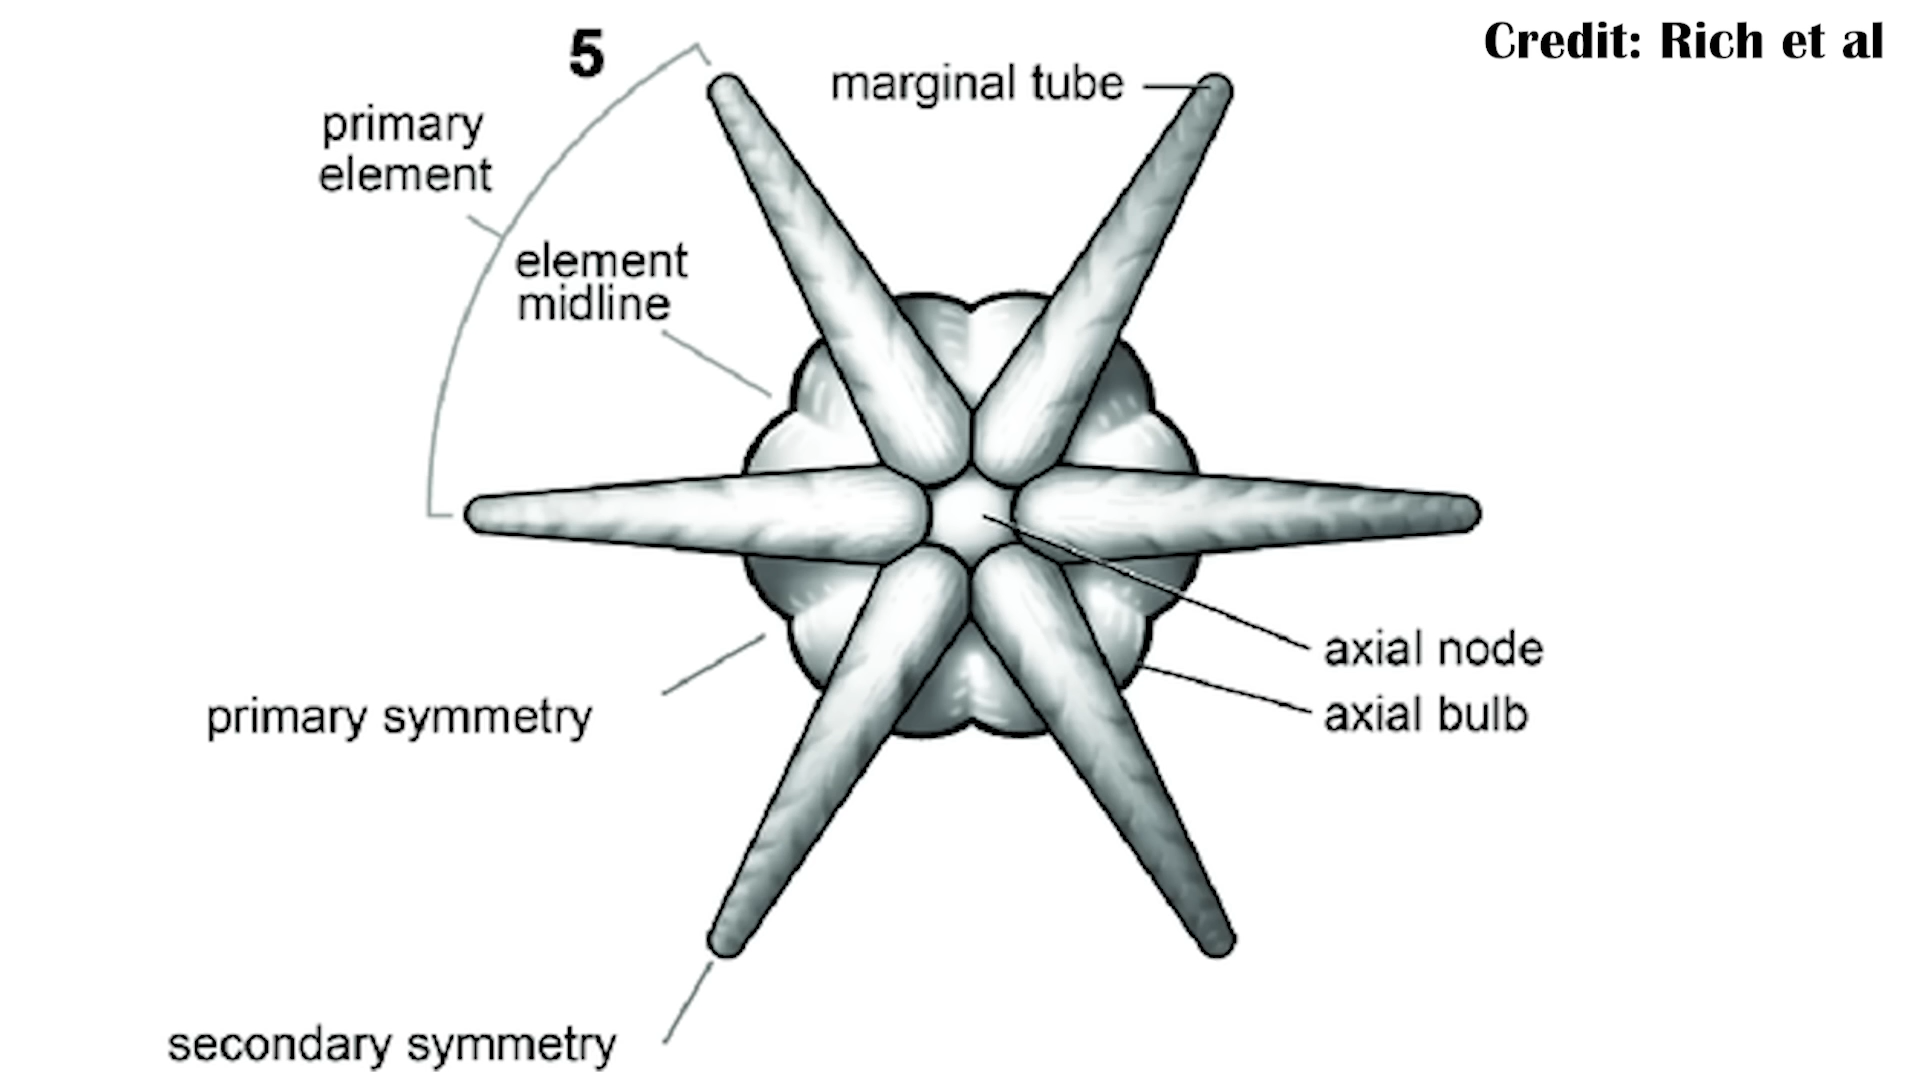 Credit: Rich et al
5
marginal tube
primary
element
element
midline
axial node
axial bulb
primary symmetry
secondary symmetry